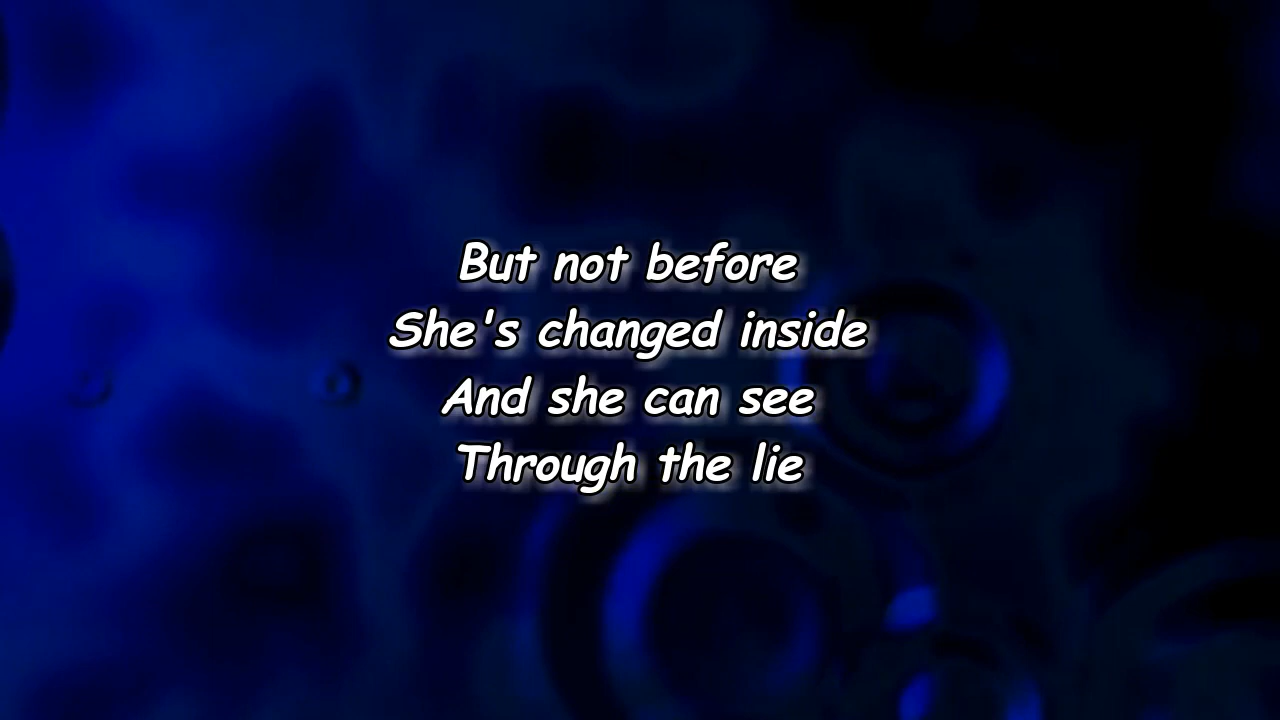 But not before
She's changed inside
And she can see
Through the lie